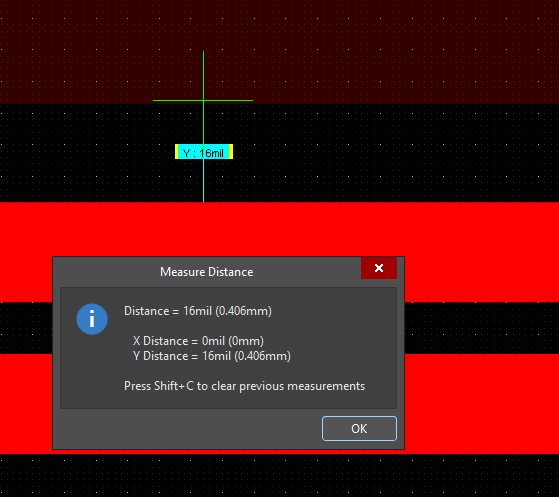 Y : 16mil
Measure Distance
Distance = 16mil (0.406mm)
X Distance = 0mil (0mm)
Y Distance = 16mil (0.406mm)
Press Shift+C to clear previous measurements
OK